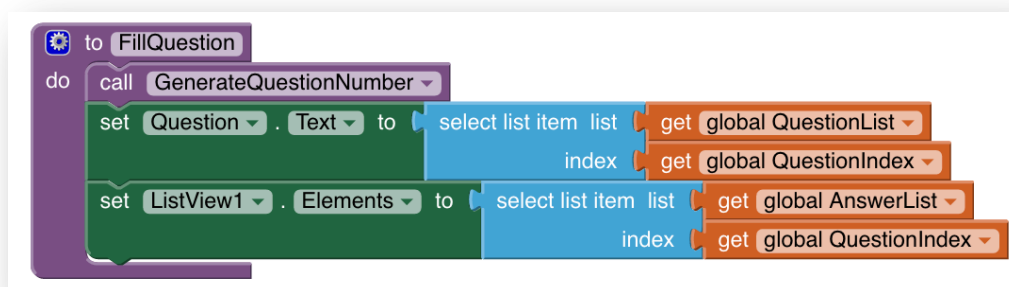 to FillQuestion
do call GenerateQuestionNumber
set Question . Text to select list item list get global QuestionList
index get global QuestionIndex
set ListView1 . Elements to select list item list get global AnswerList
index get global QuestionIndex